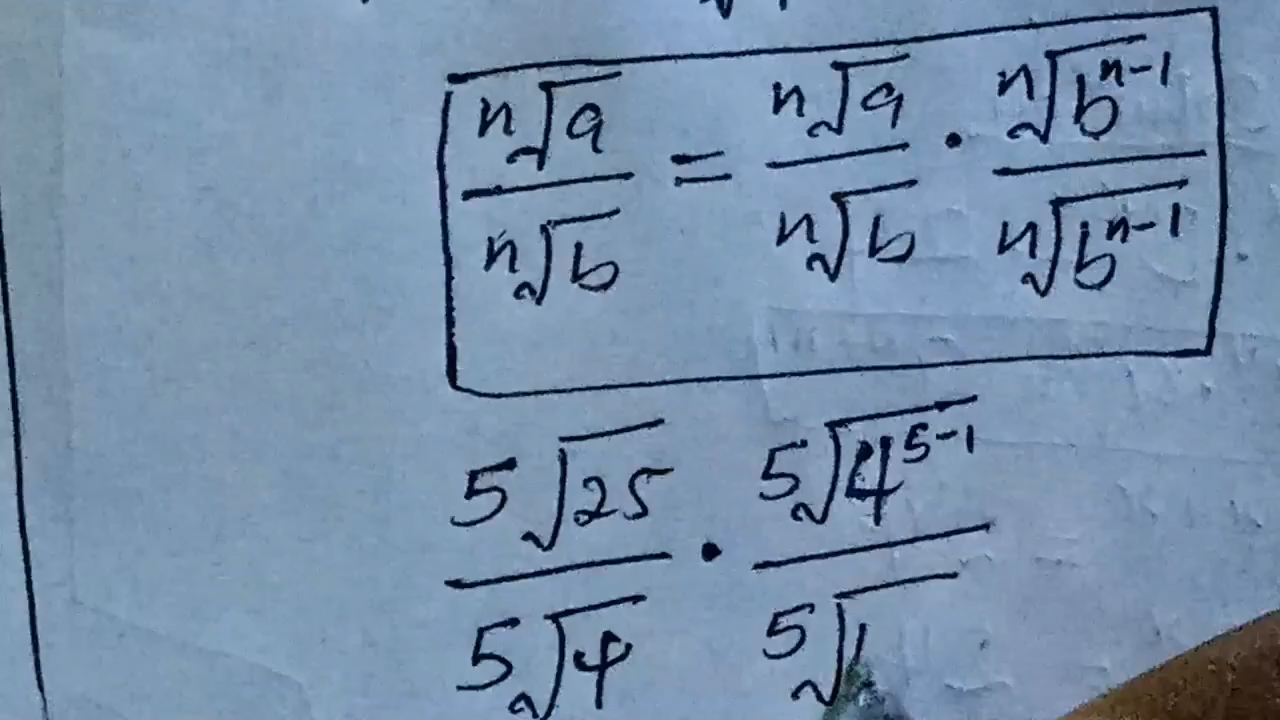 ⁿ√a / ⁿ√b = ⁿ√a / ⁿ√b · ⁿ√bⁿ⁻¹ / ⁿ√bⁿ⁻¹
⁵√25 / ⁵√4 · ⁵√4⁵⁻¹ / ⁵√